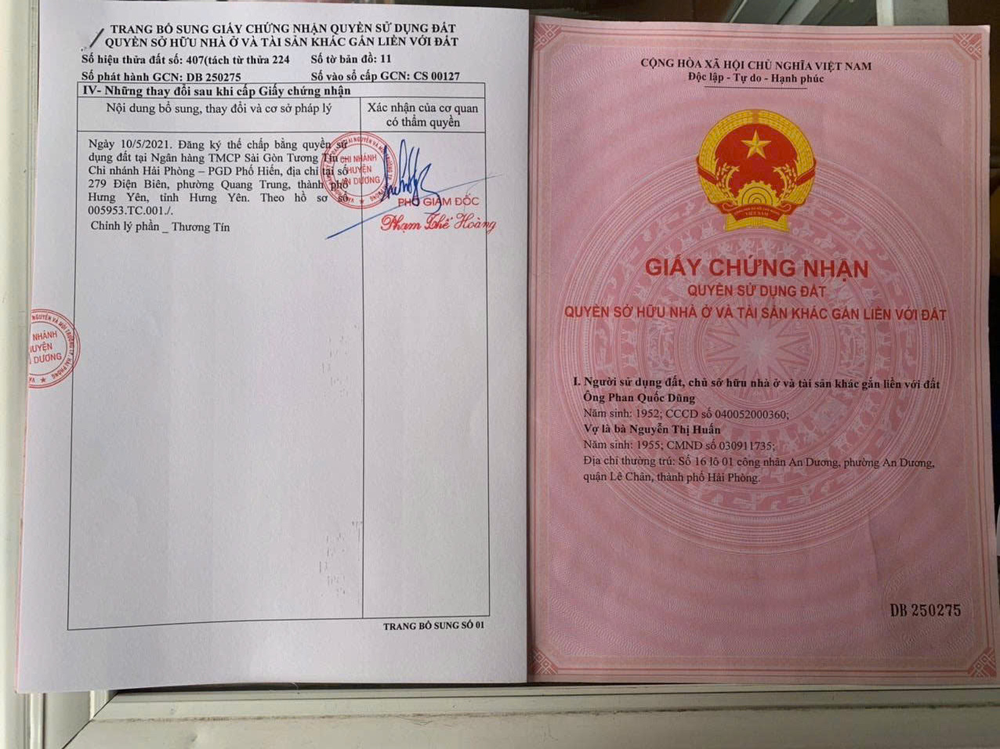 TRANG BỔ SUNG GIẤY CHỨNG NHẬN QUYỀN SỬ DỤNG ĐẤT
QUYỀN SỞ HỮU NHÀ Ở VÀ TÀI SẢN KHÁC GẮN LIỀN VỚI ĐẤT
Số hiệu thửa đất số: 407(tách từ thửa 224 Số tờ bản đồ: 11
Số phát hành GCN: DB 250275 Số vào sổ cấp GCN: CS 00127
IV- Những thay đổi sau khi cấp Giấy chứng nhận
Nội dung bổ sung, thay đổi và cơ sở pháp lý
Xác nhận của cơ quan
có thẩm quyền
Ngày 10/5/2021. Đăng ký thế chấp bằng quyền sử
dụng đất tại Ngân hàng TMCP Sài Gòn Tương Tín
Chi nhánh Hải Phòng – PGD Phố Hiến, địa chỉ tại số
279 Điện Biên, phường Quang Trung, thành phố
Hưng Yên, tỉnh Hưng Yên. Theo hồ sơ số
005953.TC.001./.
Chỉnh lý phần _ Thương Tín
CHI NHÁNH
HUYỆN
AN DƯƠNG
PHÓ GIÁM ĐỐC
Phạm Thế Hoàng
NHÁNH
HUYỆN
DƯƠNG
TRANG BỔ SUNG SỐ 01
CỘNG HÒA XÃ HỘI CHỦ NGHĨA VIỆT NAM
Độc lập - Tự do - Hạnh phúc
VIỆT NAM
GIẤY CHỨNG NHẬN
QUYỀN SỬ DỤNG ĐẤT
QUYỀN SỞ HỮU NHÀ Ở VÀ TÀI SẢN KHÁC GẮN LIỀN VỚI ĐẤT
I. Người sử dụng đất, chủ sở hữu nhà ở và tài sản khác gắn liền với đất
Ông Phan Quốc Dũng
Năm sinh: 1952; CCCD số 040052000360;
Vợ là bà Nguyễn Thị Huấn
Năm sinh: 1955; CMND số 030911735;
Địa chỉ thường trú: Số 16 lô 01 công nhân An Dương, phường An Dương,
quận Lê Chân, thành phố Hải Phòng.
DB 250275